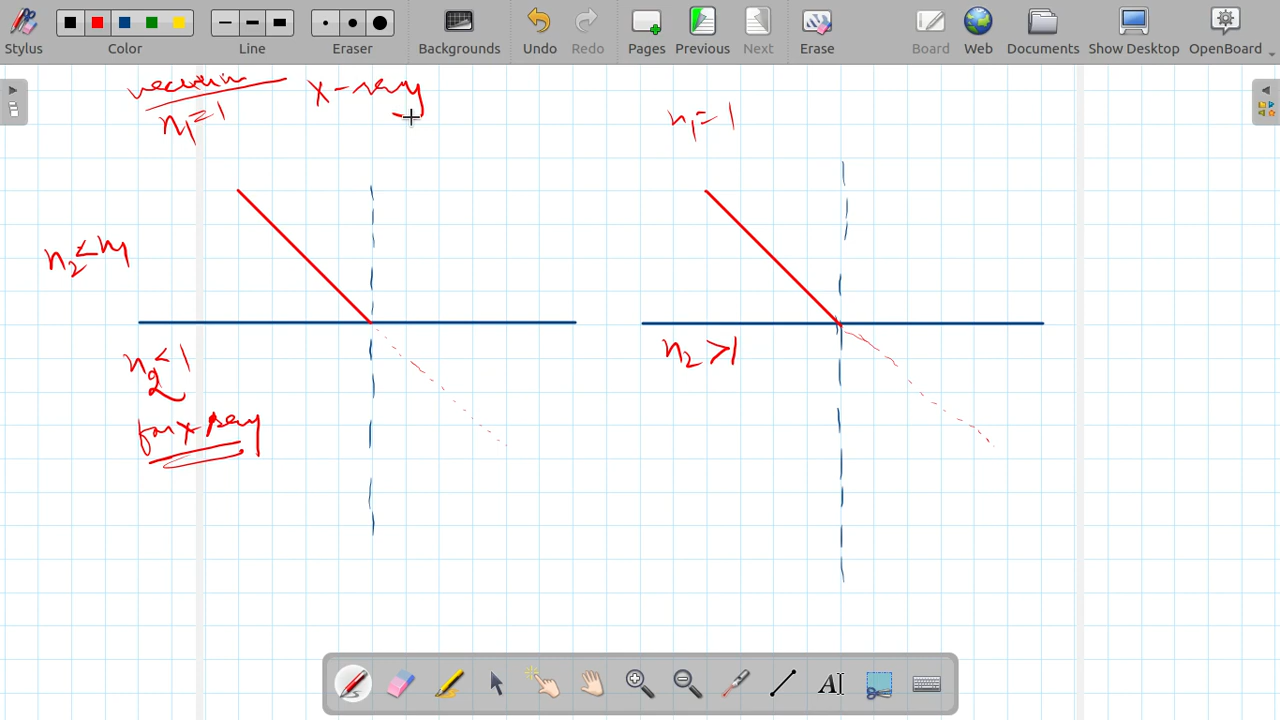 Stylus
Color
Line
Eraser
Backgrounds
Undo
Redo
Pages
Previous
Next
Erase
Board
Web
Documents
Show Desktop
OpenBoard
x-ray
n₁=1
n₁=1
n₂<n₁
n₂<1
for x-ray
n₂>1
AI